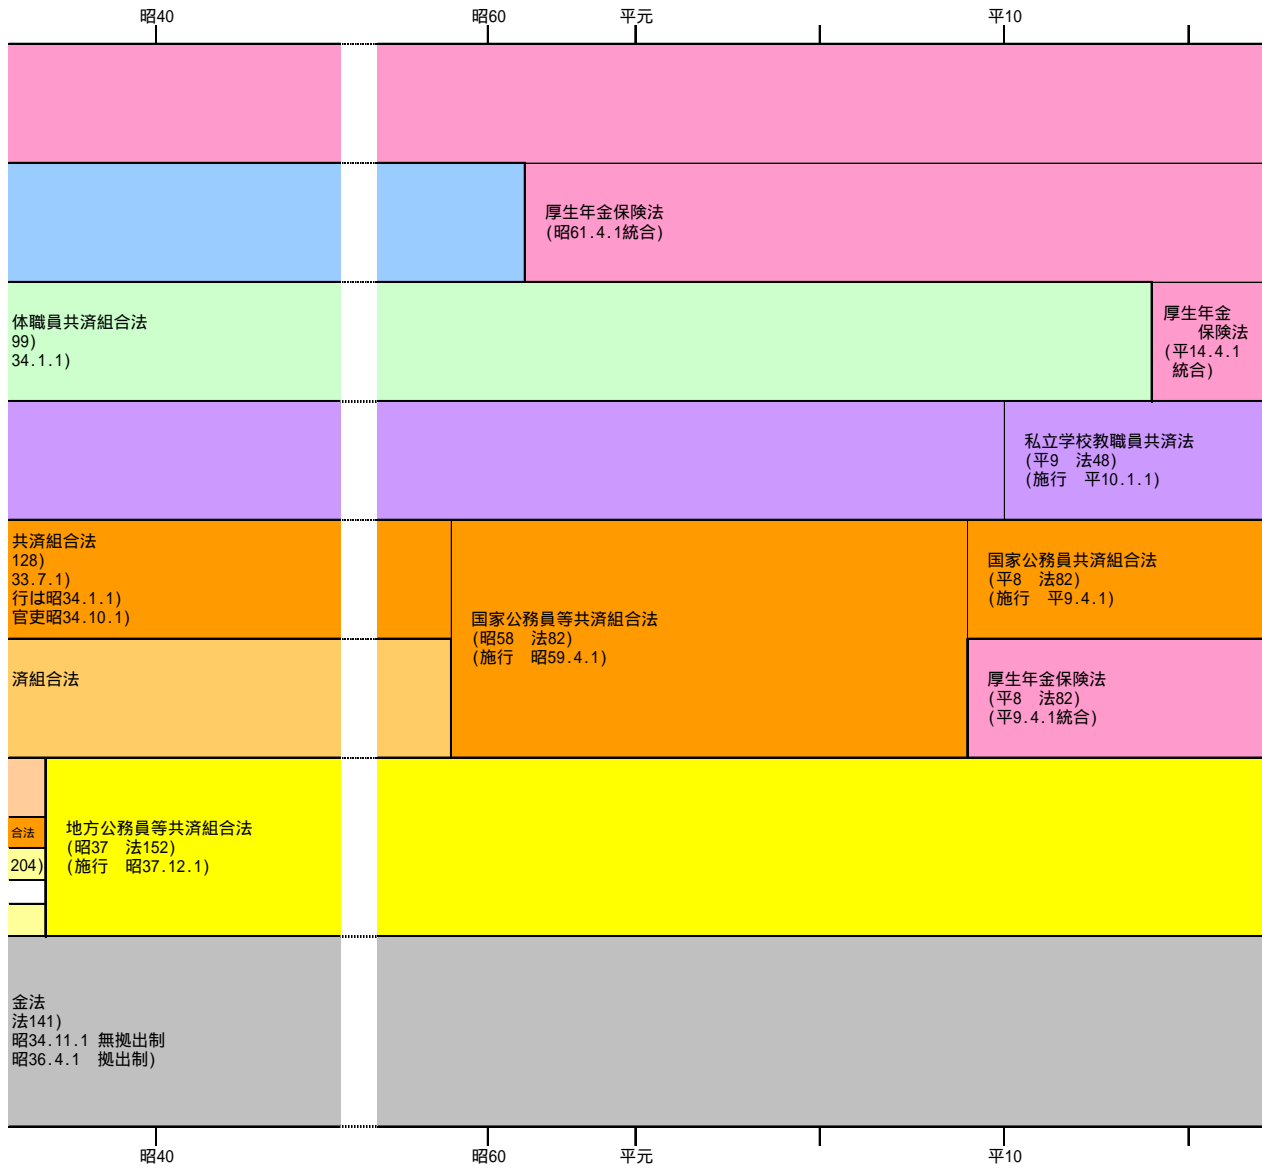 昭40 昭60 平元 平10
厚生年金保険法
(昭61.4.1統合)
体職員共済組合法
99)
34.1.1)
厚生年金
保険法
(平14.4.1
統合)
私立学校教職員共済法
(平9　法48)
(施行　平10.1.1)
共済組合法
128)
33.7.1)
行は昭34.1.1)
官吏昭34.10.1)
国家公務員等共済組合法
(昭58　法82)
(施行　昭59.4.1)
国家公務員共済組合法
(平8　法82)
(施行　平9.4.1)
済組合法
厚生年金保険法
(平8　法82)
(平9.4.1統合)
合法
204)
地方公務員等共済組合法
(昭37　法152)
(施行　昭37.12.1)
金法
法141)
昭34.11.1 無拠出制
昭36.4.1　拠出制)
昭40 昭60 平元 平10